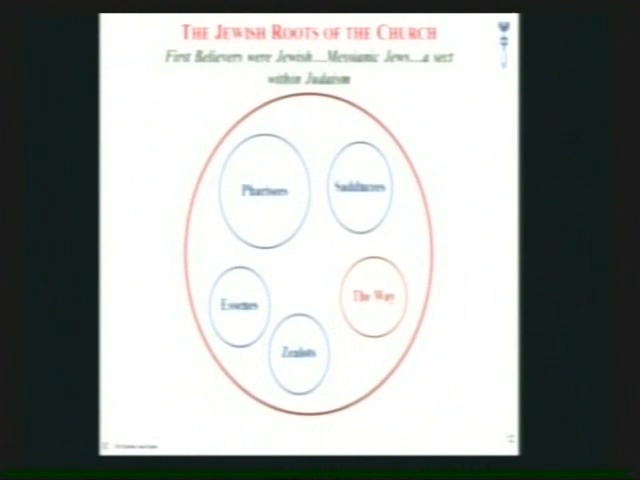 THE JEWISH ROOTS OF THE CHURCH
First Believers were Jewish....Messianic Jews....a sect
within Judaism
Pharisees
Sadducees
Essenes
The Way
Zealots